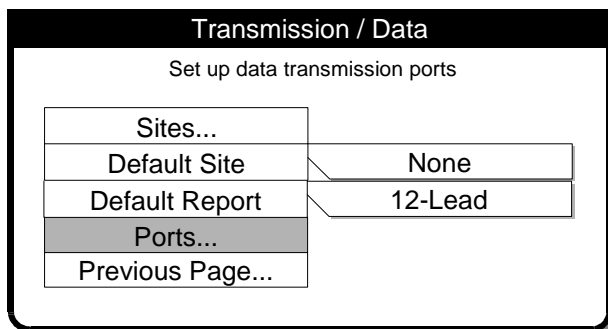 Transmission / Data
Set up data transmission ports
Sites...
Default Site None
Default Report 12-Lead
Ports...
Previous Page...